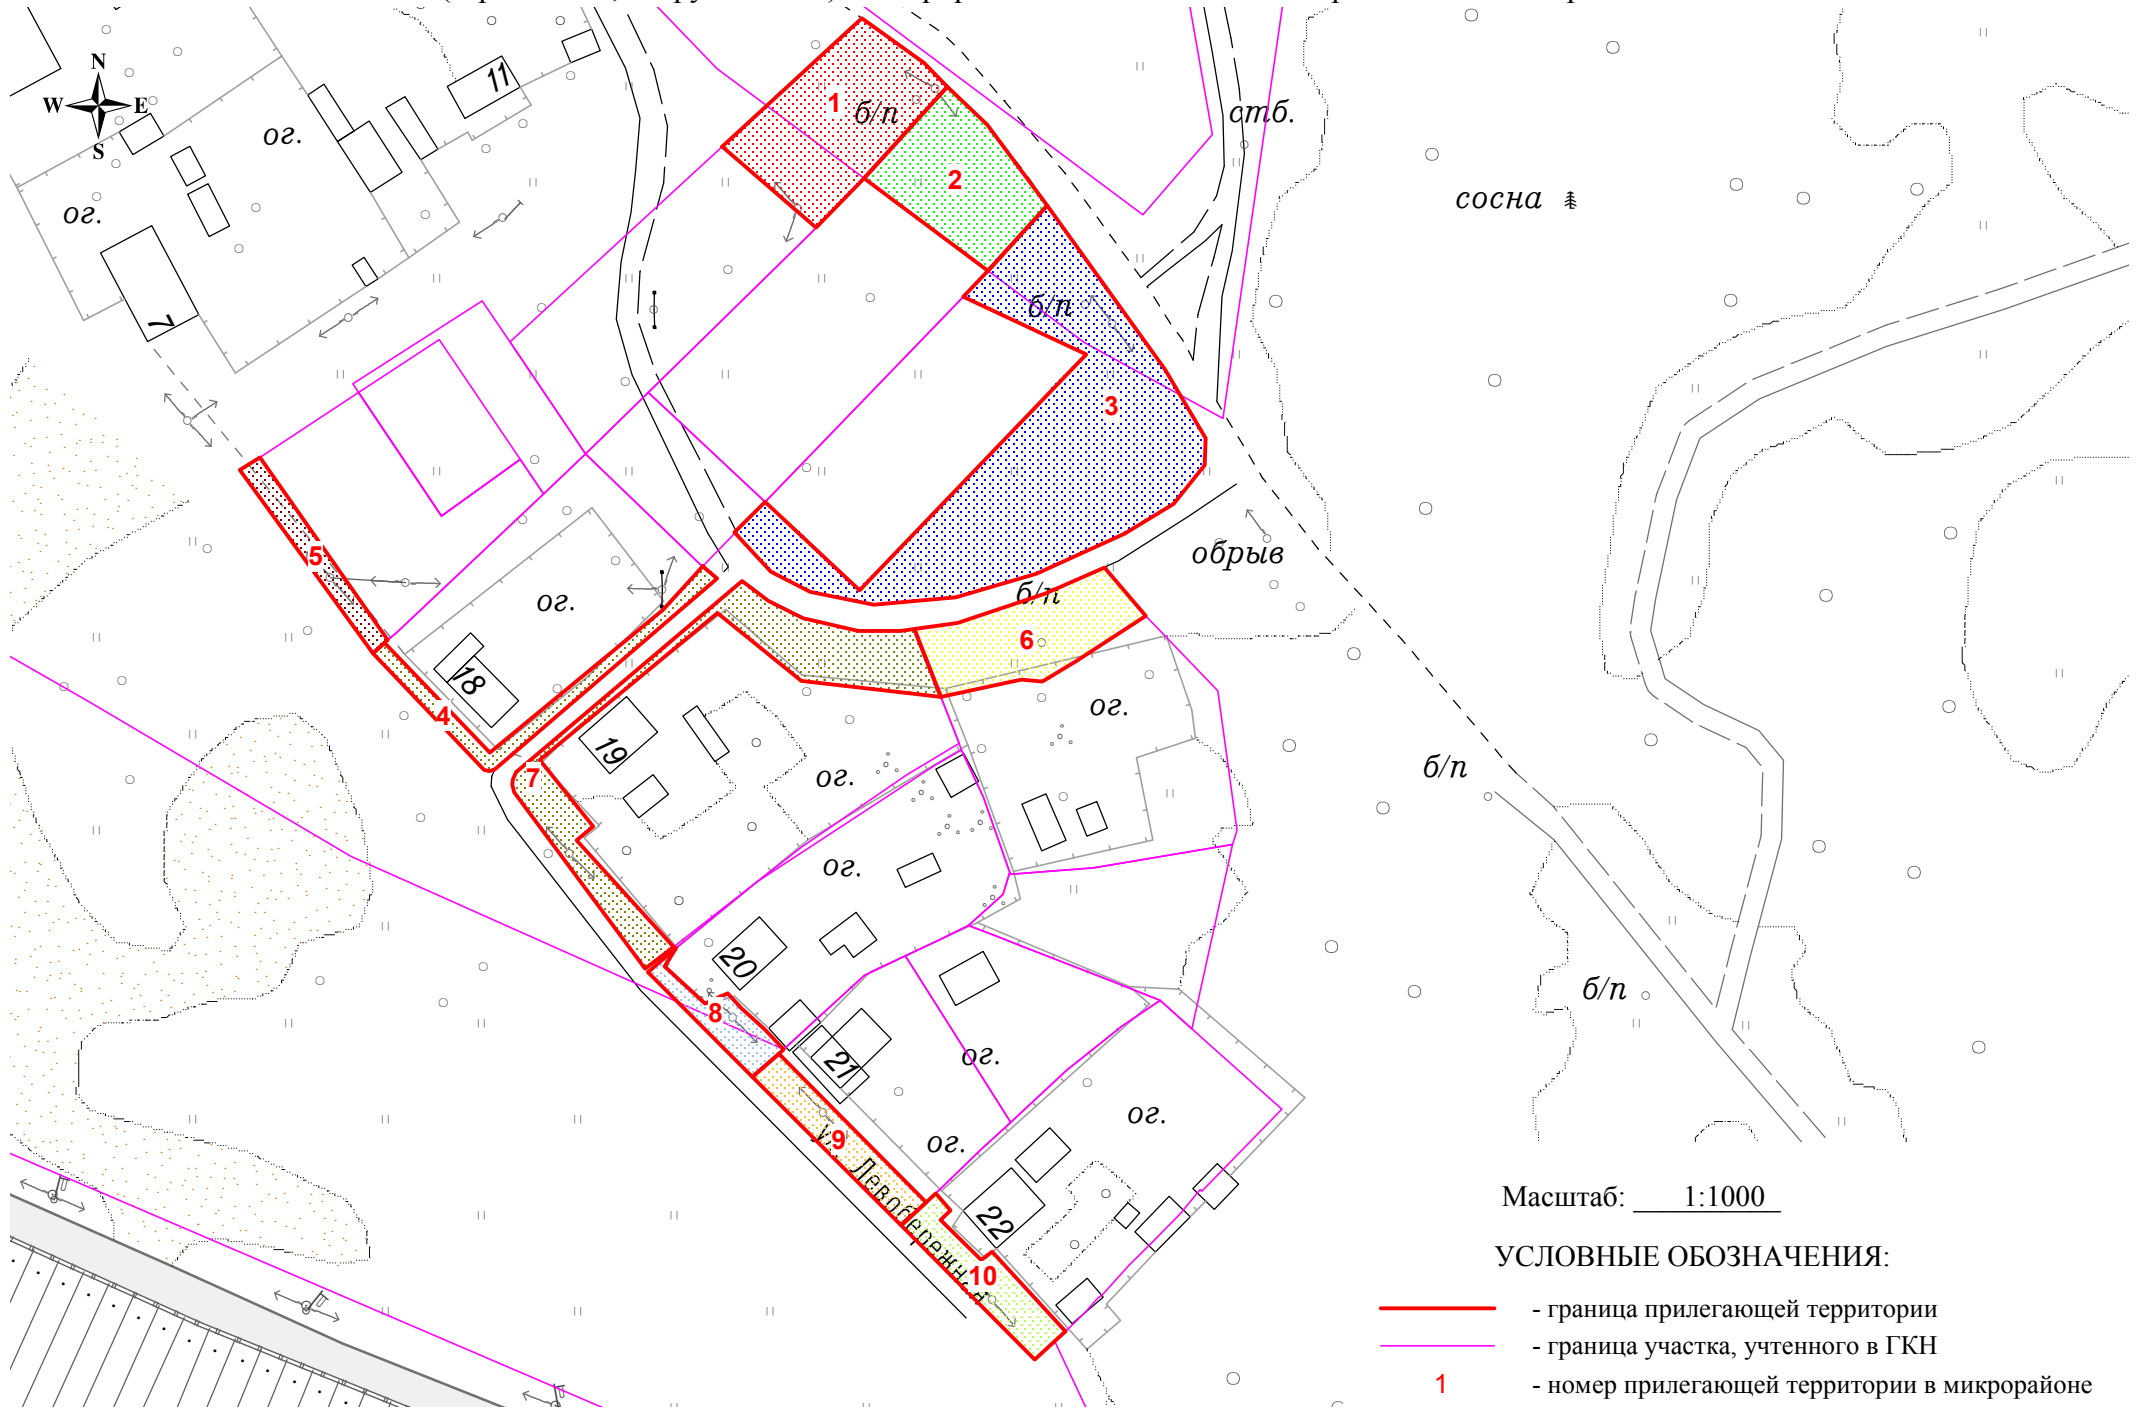 N
W E
S
11
ог.
ог.
7
1
б/п
2
стб.
сосна
б/п
3
5
ог.
обрыв
б/п
6
18
4
19
7
ог.
ог.
б/п
ог.
20
8
б/п
21
ог.
9
ог.
ог.
ул. Левобережная
22
10
Масштаб: 1:1000
УСЛОВНЫЕ ОБОЗНАЧЕНИЯ:
- граница прилегающей территории
- граница участка, учтенного в ГКН
1 - номер прилегающей территории в микрорайоне